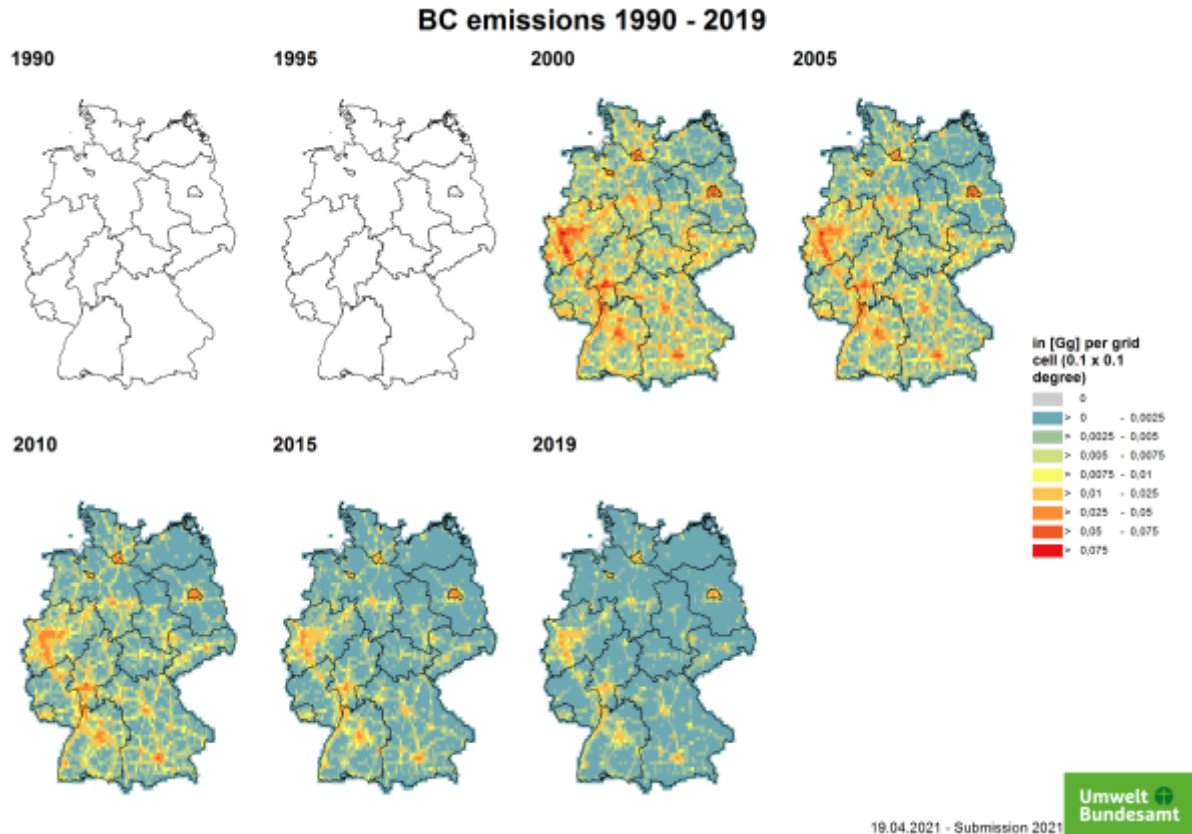 BC emissions 1990 - 2019
1990
1995
2000
2005
in [Gg] per grid
cell (0.1 x 0.1
degree)
0
> 0 - 0,0025
> 0,0025 - 0,005
> 0,005 - 0,0075
> 0,0075 - 0,01
> 0,01 - 0,025
> 0,025 - 0,05
> 0,05 - 0,075
> 0,075
2010
2015
2019
19.04.2021 - Submission 2021
Umwelt
Bundesamt